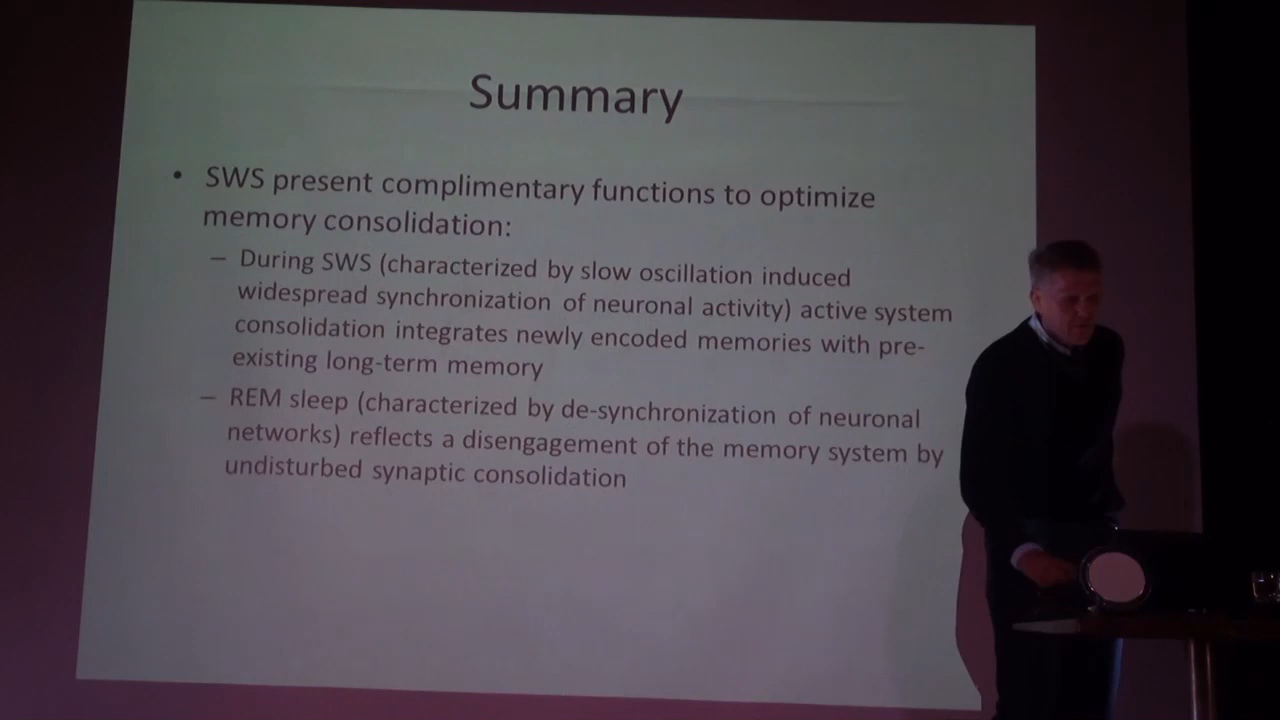 Summary
• SWS present complimentary functions to optimize
memory consolidation:
– During SWS (characterized by slow oscillation induced
widespread synchronization of neuronal activity) active system
consolidation integrates newly encoded memories with pre-
existing long-term memory
– REM sleep (characterized by de-synchronization of neuronal
networks) reflects a disengagement of the memory system by
undisturbed synaptic consolidation